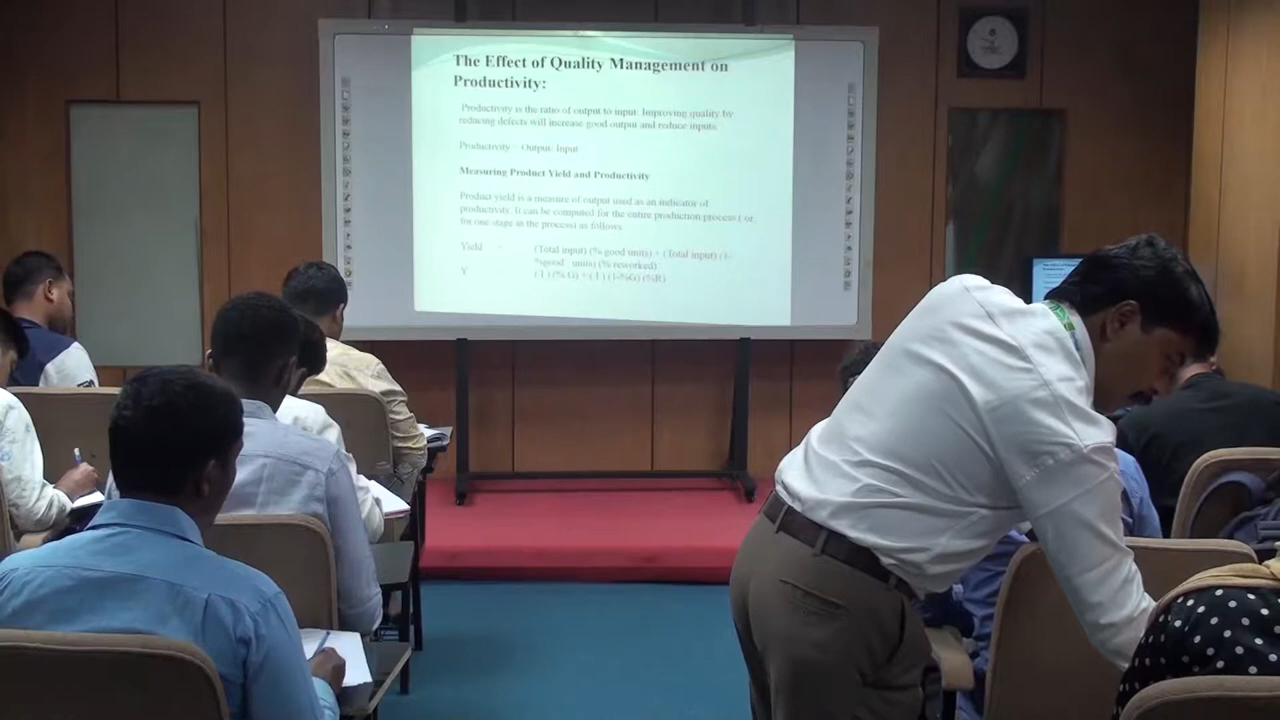 The Effect of Quality Management on
Productivity:
Productivity is the ratio of output to input. Improving quality by
reducing defects will increase good output and reduce inputs.
Productivity = Output/Input
Measuring Product Yield and Productivity
Product yield is a measure of output used as an indicator of
productivity. It can be computed for the entire production process ( or
for one stage in the process) as follows
Yield = (Total input) (% good units) + (Total input) (1-
%good units) (% reworked)
Y (I) (% G) + (I) (1-%G) (%R)